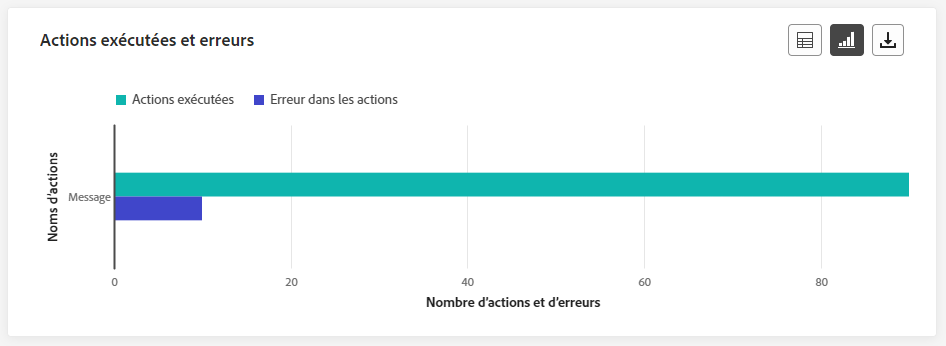 Actions exécutées et erreurs
Actions exécutées
Erreur dans les actions
Noms d'actions
Message
0
20
40
60
80
Nombre d'actions et d'erreurs